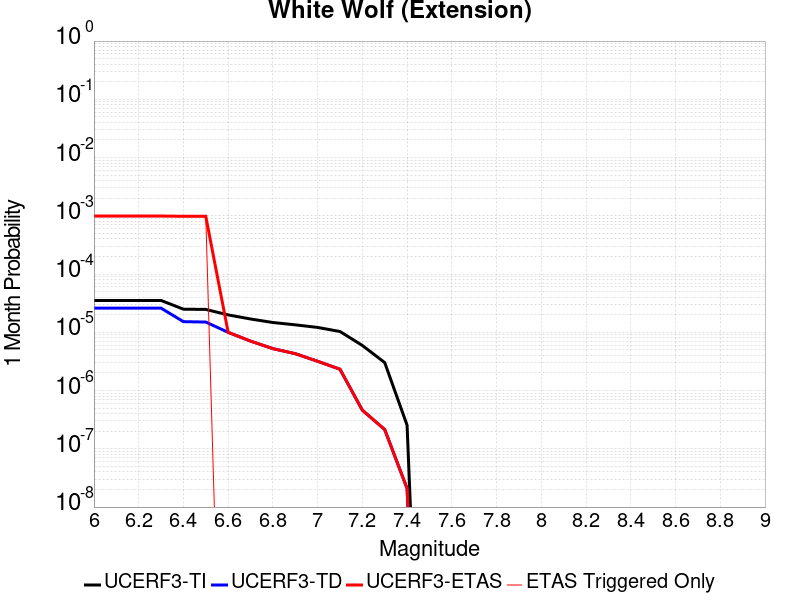 White Wolf (Extension)
10^0
10^-1
10^-2
10^-3
10^-4
10^-5
10^-6
10^-7
10^-8
1 Month Probability
6 6.2 6.4 6.6 6.8 7 7.2 7.4 7.6 7.8 8 8.2 8.4 8.6 8.8 9
Magnitude
UCERF3-TI UCERF3-TD UCERF3-ETAS ETAS Triggered Only